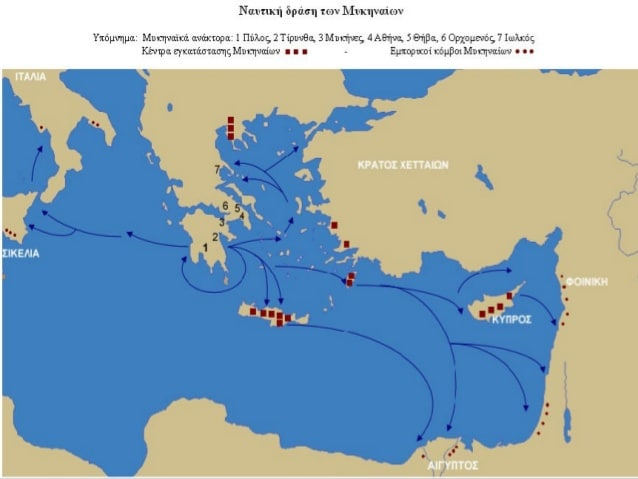 Ναυτική δράση των Μυκηναίων
Υπόμνημα: Μυκηναϊκά ανάκτορα: 1 Πύλος, 2 Τίρυνθα, 3 Μυκήνες, 4 Αθήνα, 5 Θήβα, 6 Ορχομενός, 7 Ιωλκός
Κέντρα εγκατάστασης Μυκηναίων - Εμπορικοί κόμβοι Μυκηναίων
ΙΤΑΛΙΑ
ΚΡΑΤΟΣ ΧΕΤΤΑΙΩΝ
7
6 5
4
3
2
1
ΣΙΚΕΛΙΑ
ΦΟΙΝΙΚΗ
ΚΥΠΡΟΣ
ΑΙΓΥΠΤΟΣ